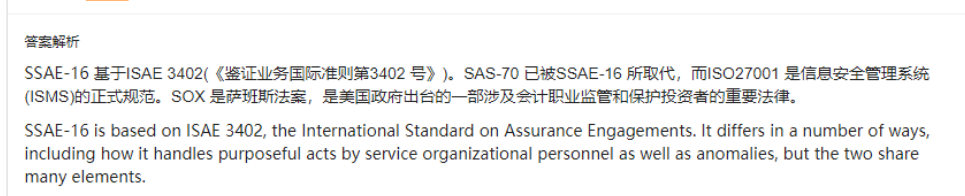 答案解析
SSAE-16 基于ISAE 3402(《鉴证业务国际准则第3402 号》)。SAS-70 已被SSAE-16 所取代，而ISO27001 是信息安全管理系统
(ISMS)的正式规范。SOX 是萨班斯法案，是美国政府出台的一部涉及会计职业监管和保护投资者的重要法律。
SSAE-16 is based on ISAE 3402, the International Standard on Assurance Engagements. It differs in a number of ways,
including how it handles purposeful acts by service organizational personnel as well as anomalies, but the two share
many elements.